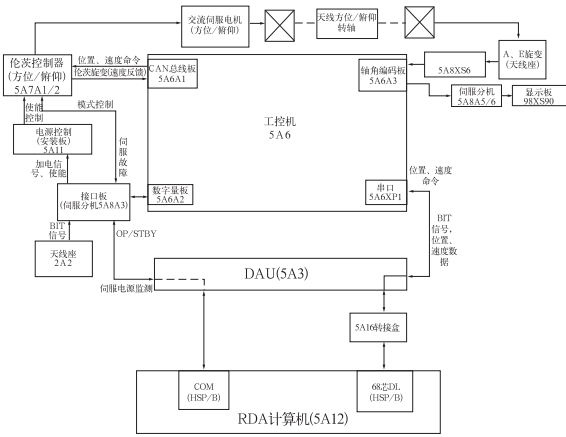 交流伺服电机
(方位/俯仰)
天线方位/俯仰
转轴
伦茨控制器
(方位/俯仰)
5A7A1/2
位置、速度命令
伦茨旋变(速度反馈)
CAN总线板
5A6A1
轴角编码板
5A6A3
5A8XS6
A、E旋变
(天线座)
伺服分机
5A8A5/6
显示板
98XS90
工控机
5A6
使能
控制
模式控制
电源控制
(安装板)
5A11
伺服故障
加电信
号、使能
接口板
(伺服分机5A8A3)
数字量板
5A6A2
串口
5A6XP1
位置、速度
命令
BIT
信号
OP/STBY
天线座
2A2
BIT
信号,
位置、
速度数
据
DAU(5A3)
伺服电源监测
5A16转接盒
COM
(HSP/B)
68芯DL
(HSP/B)
RDA计算机(5A12)